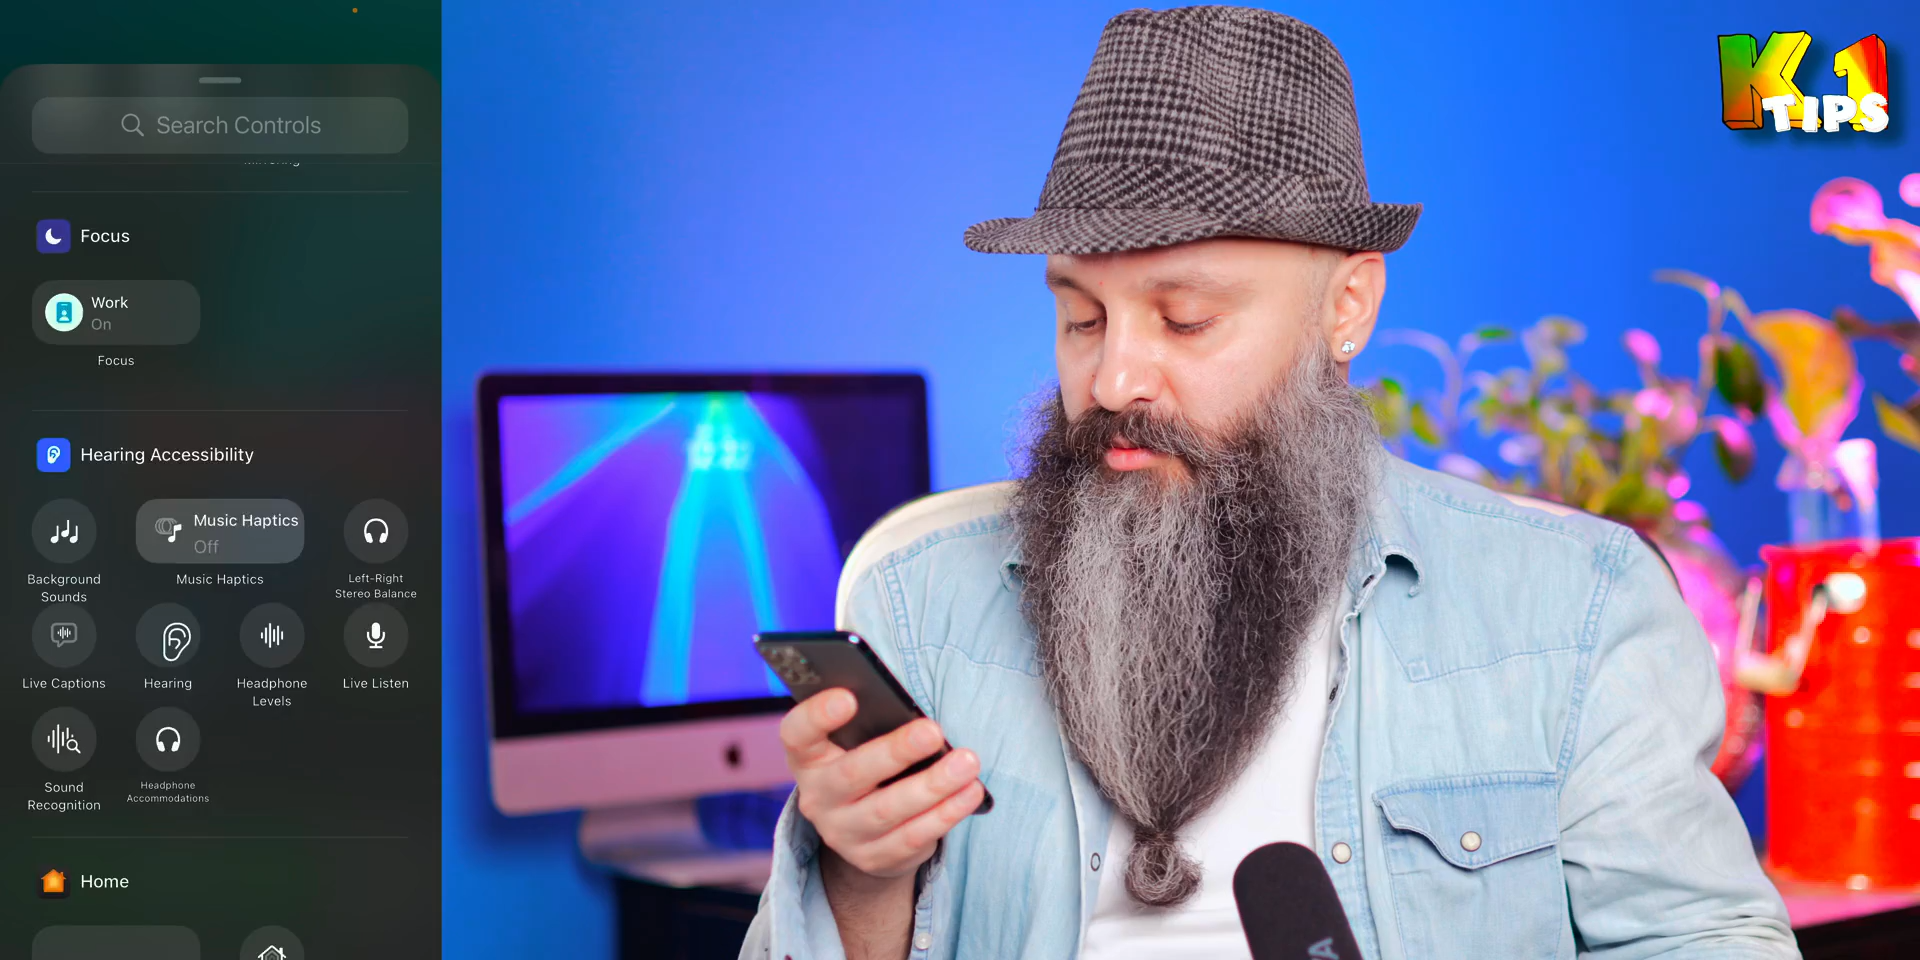 Search Controls
Focus
Work
On
Focus
Hearing Accessibility
Music Haptics
Off
Background
Sounds
Music Haptics
Left-Right
Stereo Balance
Live Captions
Hearing
Headphone
Levels
Live Listen
Sound
Recognition
Headphone
Accommodations
Home
K1
TIPS